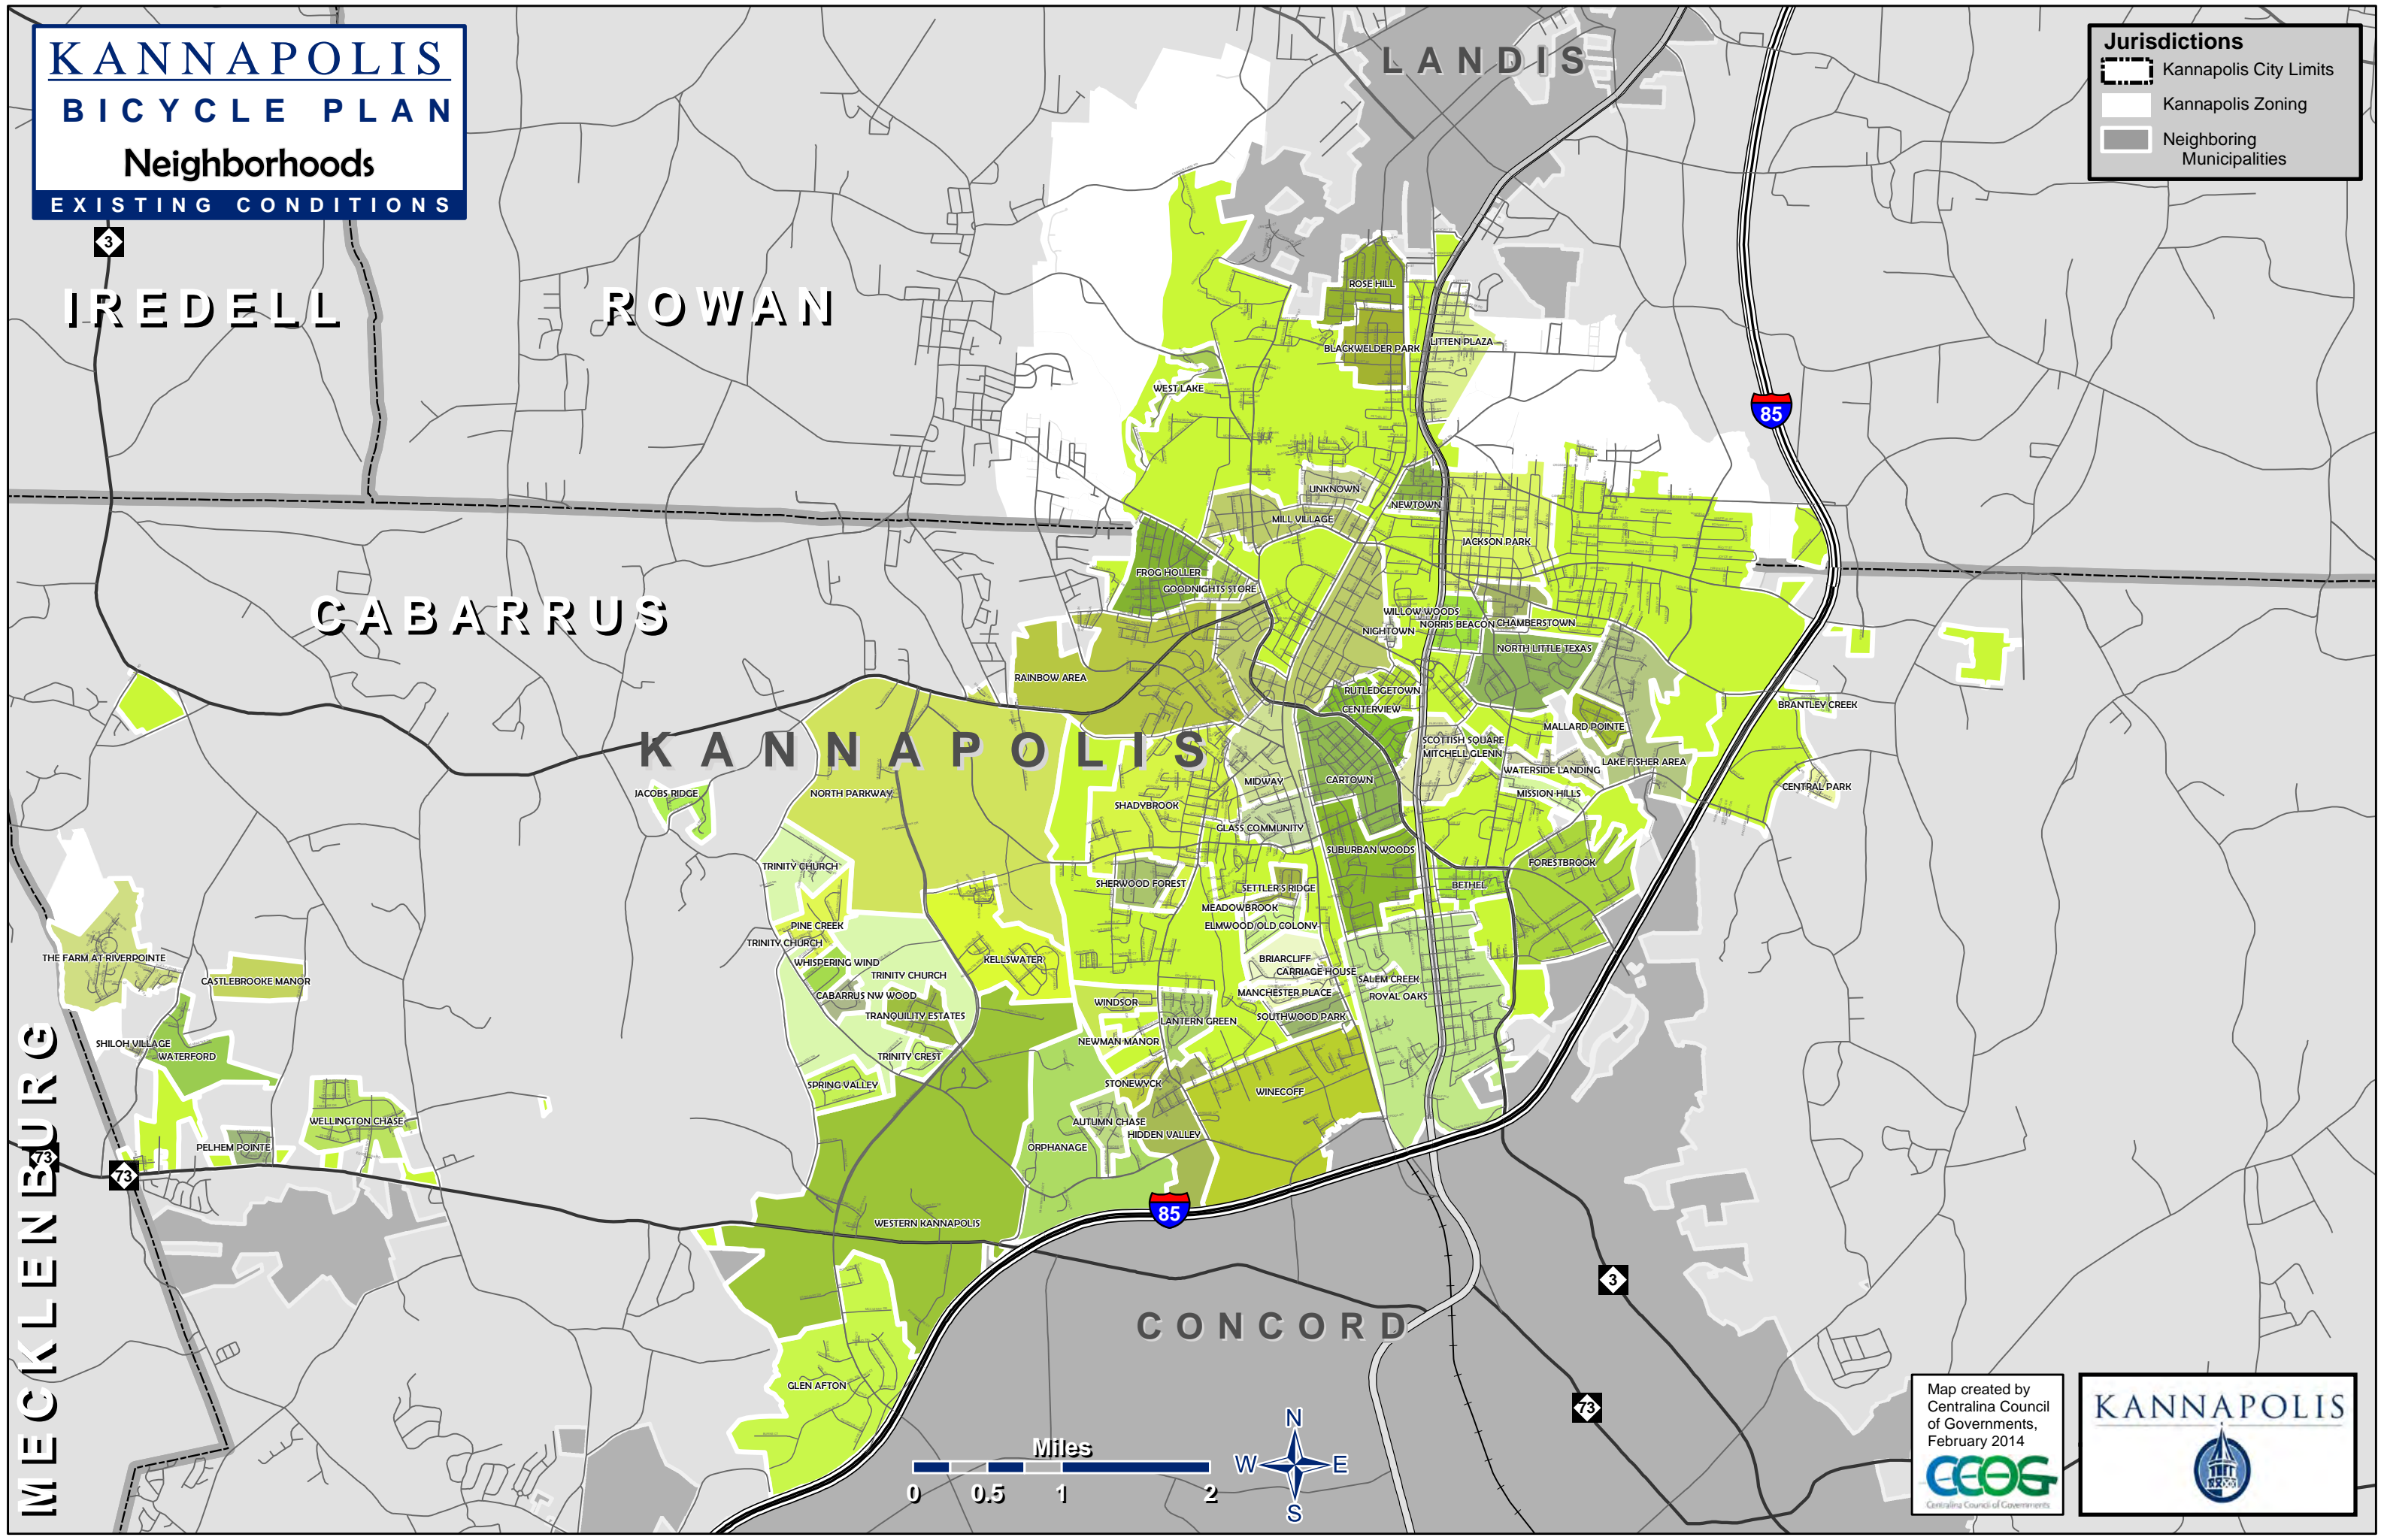 KANNAPOLIS
BICYCLE PLAN
Neighborhoods
EXISTING CONDITIONS
Jurisdictions
Kannapolis City Limits
Kannapolis Zoning
Neighboring
Municipalities
LANDIS
3
IREDELL
ROWAN
ROSE HILL
BLACKWELDER PARK
LITTEN PLAZA
WEST LAKE
85
UNKNOWN
NEWTOWN
MILL VILLAGE
JACKSON PARK
FROG HOLLER
GOODNIGHTS STORE
CABARRUS
WILLOW WOODS
NORRIS BEACON
CHAMBERSTOWN
NIGHTOWN
NORTH LITTLE TEXAS
RAINBOW AREA
RUTLEDGETOWN
CENTERVIEW
BRANTLEY CREEK
MALLARD POINTE
KANNAPOLIS
SCOTTISH SQUARE
MITCHELL GLENN
LAKE FISHER AREA
WATERSIDE LANDING
MIDWAY
CARTOWN
CENTRAL PARK
JACOBS RIDGE
NORTH PARKWAY
MISSION HILLS
SHADYBROOK
GLASS COMMUNITY
SUBURBAN WOODS
TRINITY CHURCH
FORESTBROOK
SHERWOOD FOREST
SETTLER'S RIDGE
BETHEL
MEADOWBROOK
PINE CREEK
ELMWOOD/OLD COLONY
TRINITY CHURCH
THE FARM AT RIVERPOINTE
WHISPERING WIND
KELLSWATER
BRIARCLIFF
CARRIAGE HOUSE
TRINITY CHURCH
SALEM CREEK
CASTLEBROOKE MANOR
CABARRUS NW WOOD
MANCHESTER PLACE
ROYAL OAKS
WINDSOR
TRANQUILITY ESTATES
SOUTHWOOD PARK
LANTERN GREEN
SHILOH VILLAGE
NEWMAN MANOR
WATERFORD
TRINITY CREST
SPRING VALLEY
STONEWYCK
WINECOFF
WELLINGTON CHASE
AUTUMN CHASE
HIDDEN VALLEY
PELHEM POINTE
ORPHANAGE
73
73
MECKLENBURG
85
WESTERN KANNAPOLIS
3
CONCORD
GLEN AFTON
73
Miles
0 0.5 1 2
N
W E
S
Map created by
Centralina Council
of Governments,
February 2014
CCOG
Centralina Council of Governments
KANNAPOLIS